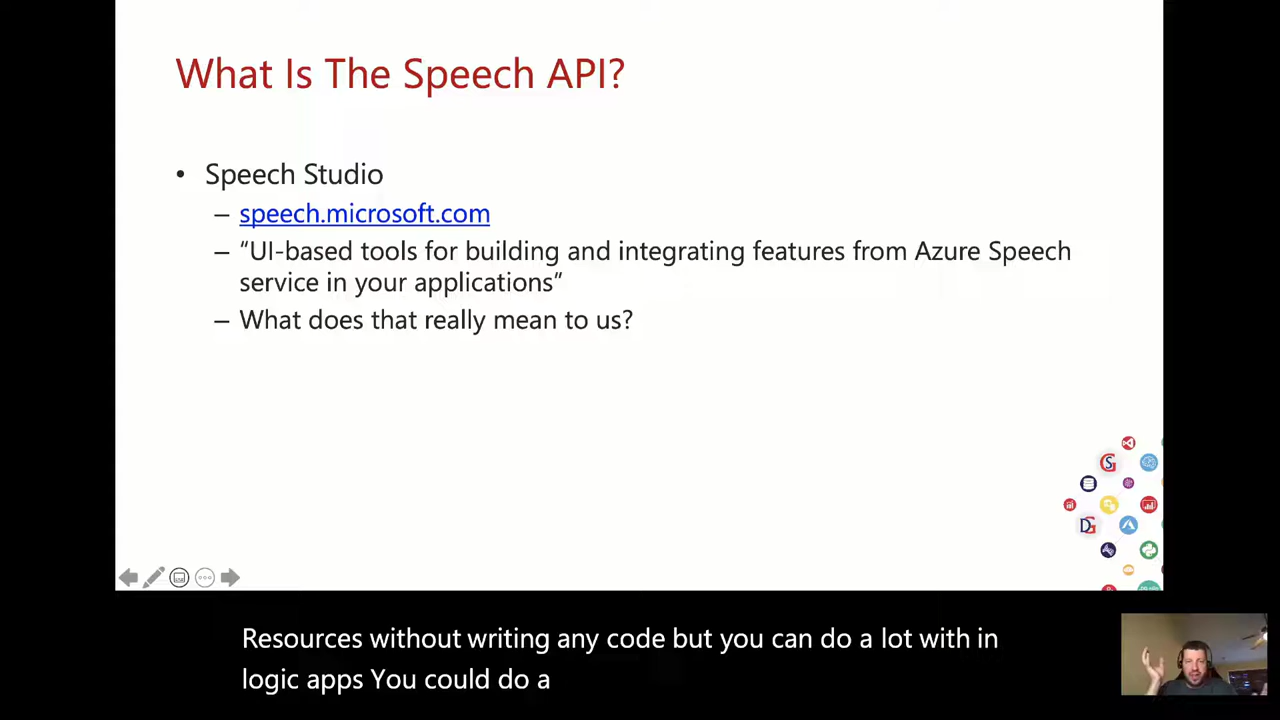 What Is The Speech API?
• Speech Studio
– speech.microsoft.com
– “UI-based tools for building and integrating features from Azure Speech
service in your applications”
– What does that really mean to us?
Resources without writing any code but you can do a lot with in
logic apps You could do a